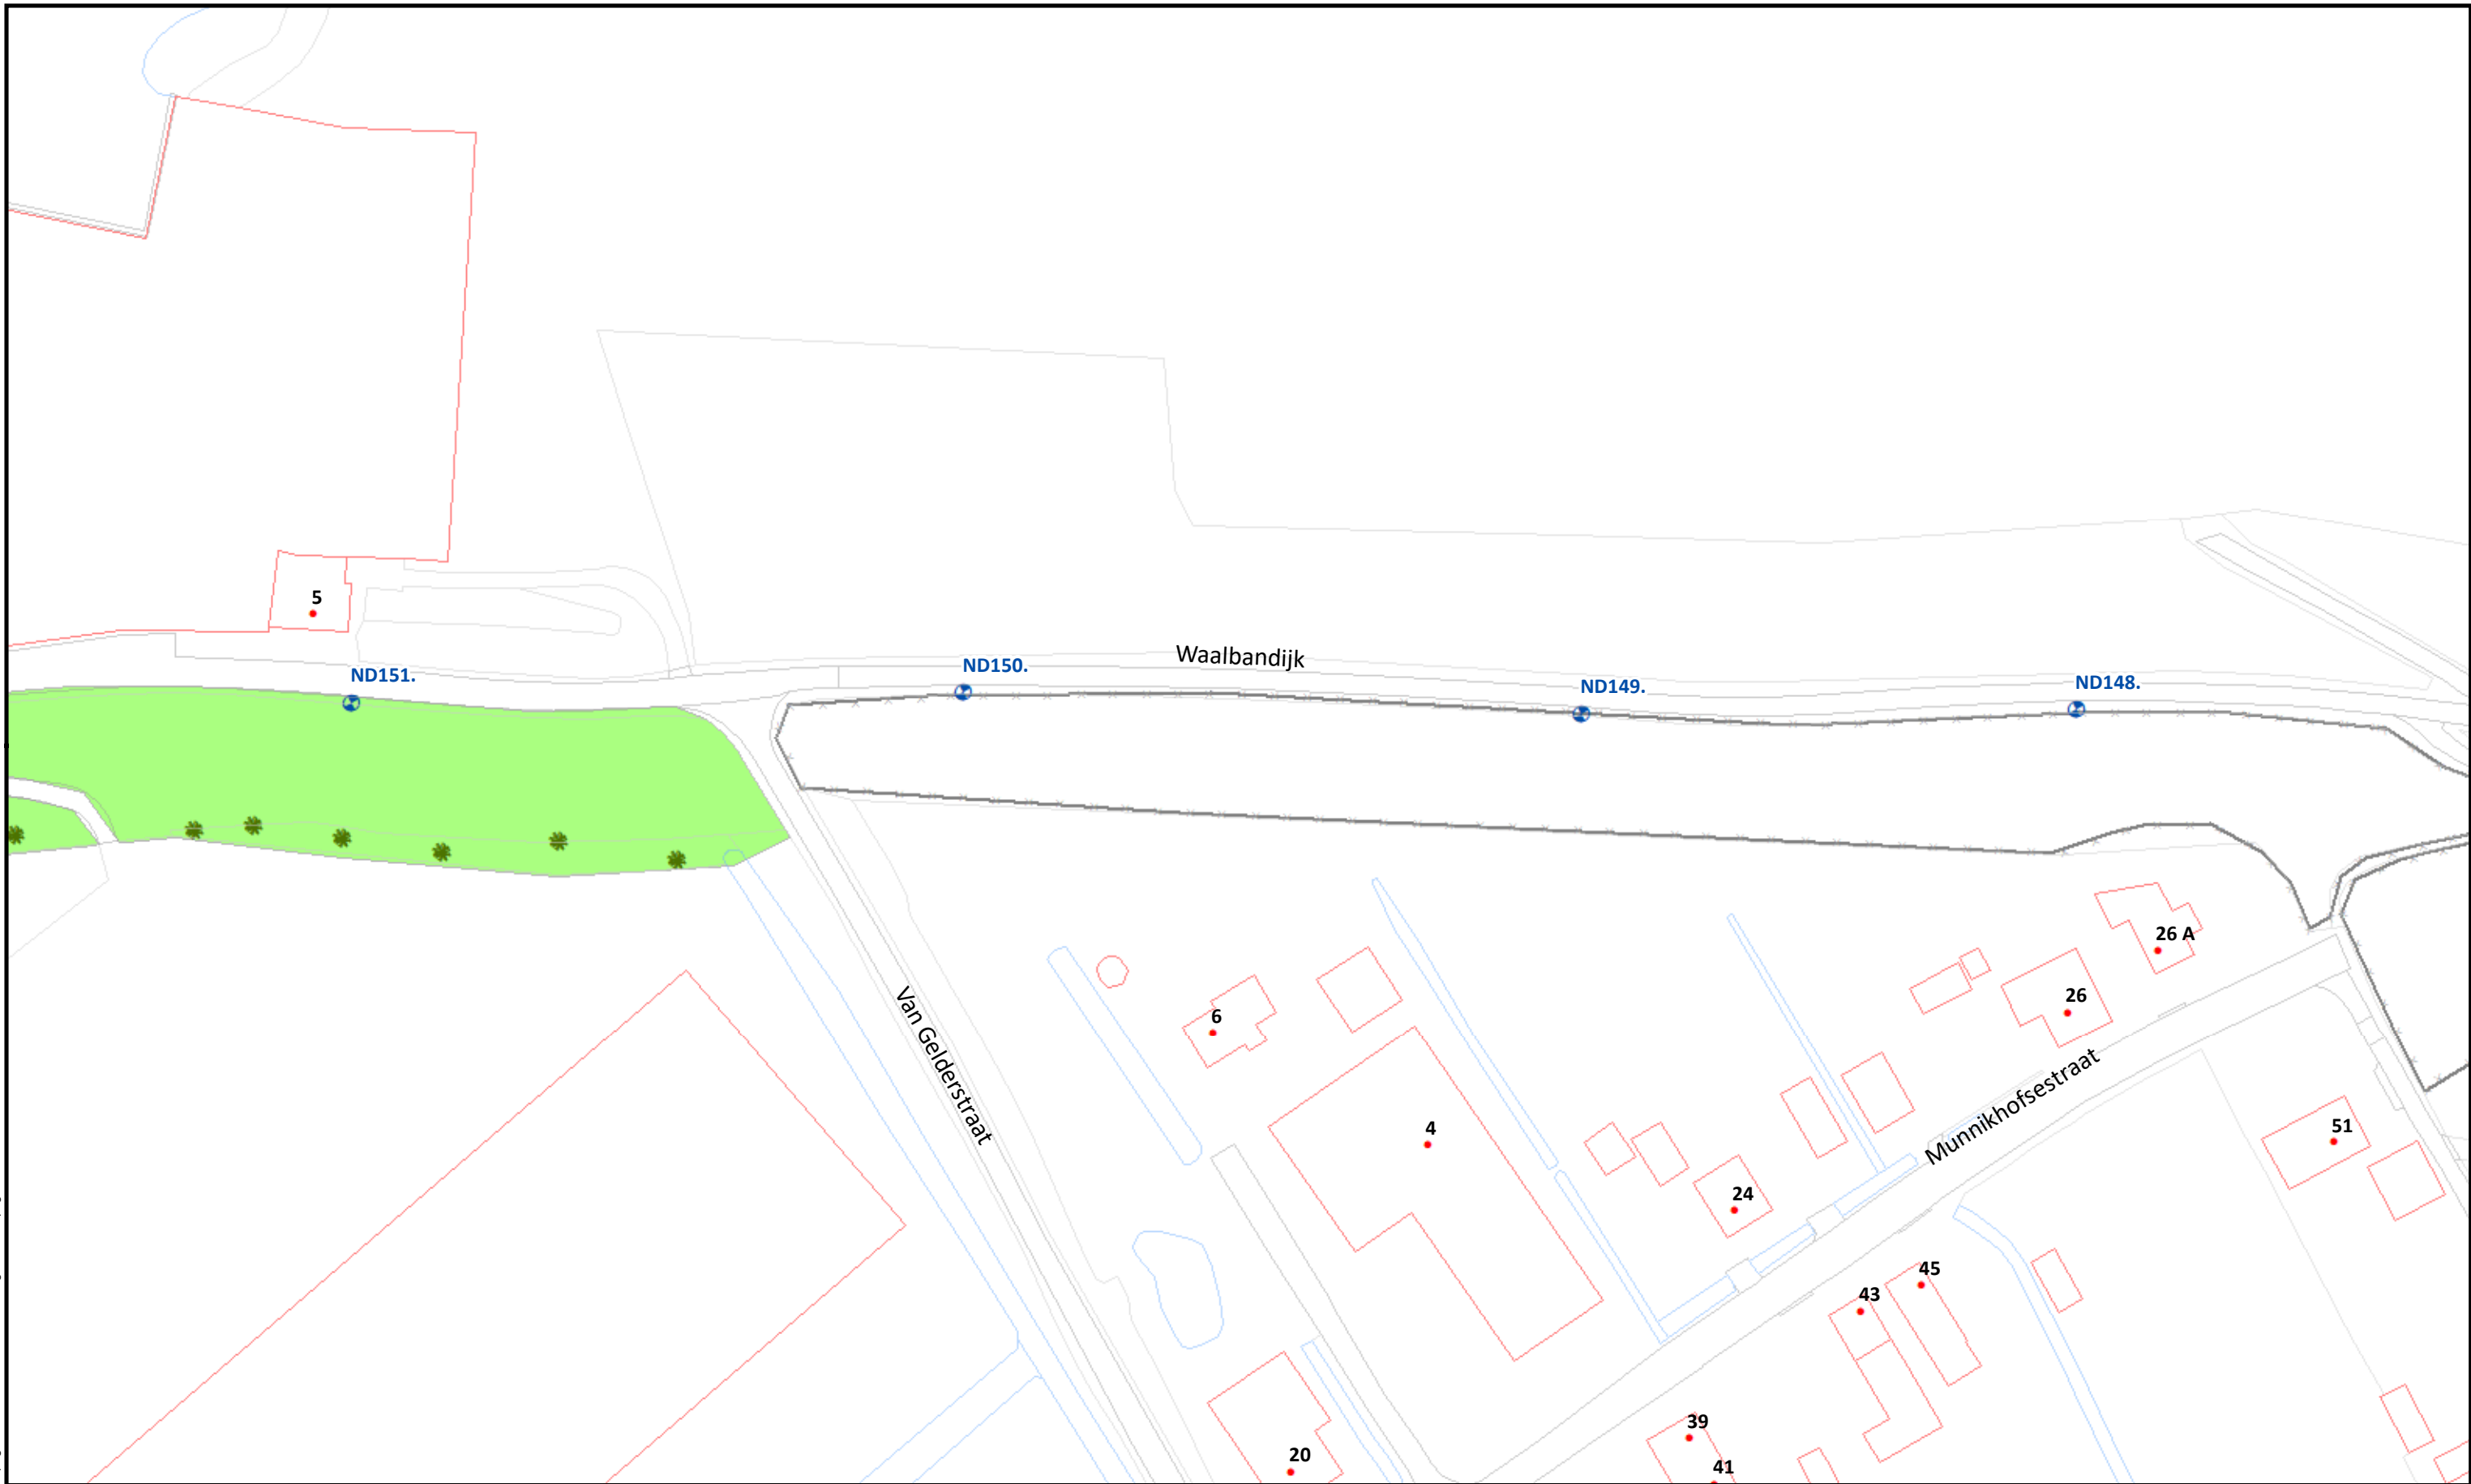 5
Waalbandijk
ND151.
ND150.
ND149.
ND148.
26 A
26
6
Van Gelderstraat
Munnikhofsestraat
4
51
24
45
43
39
20
41